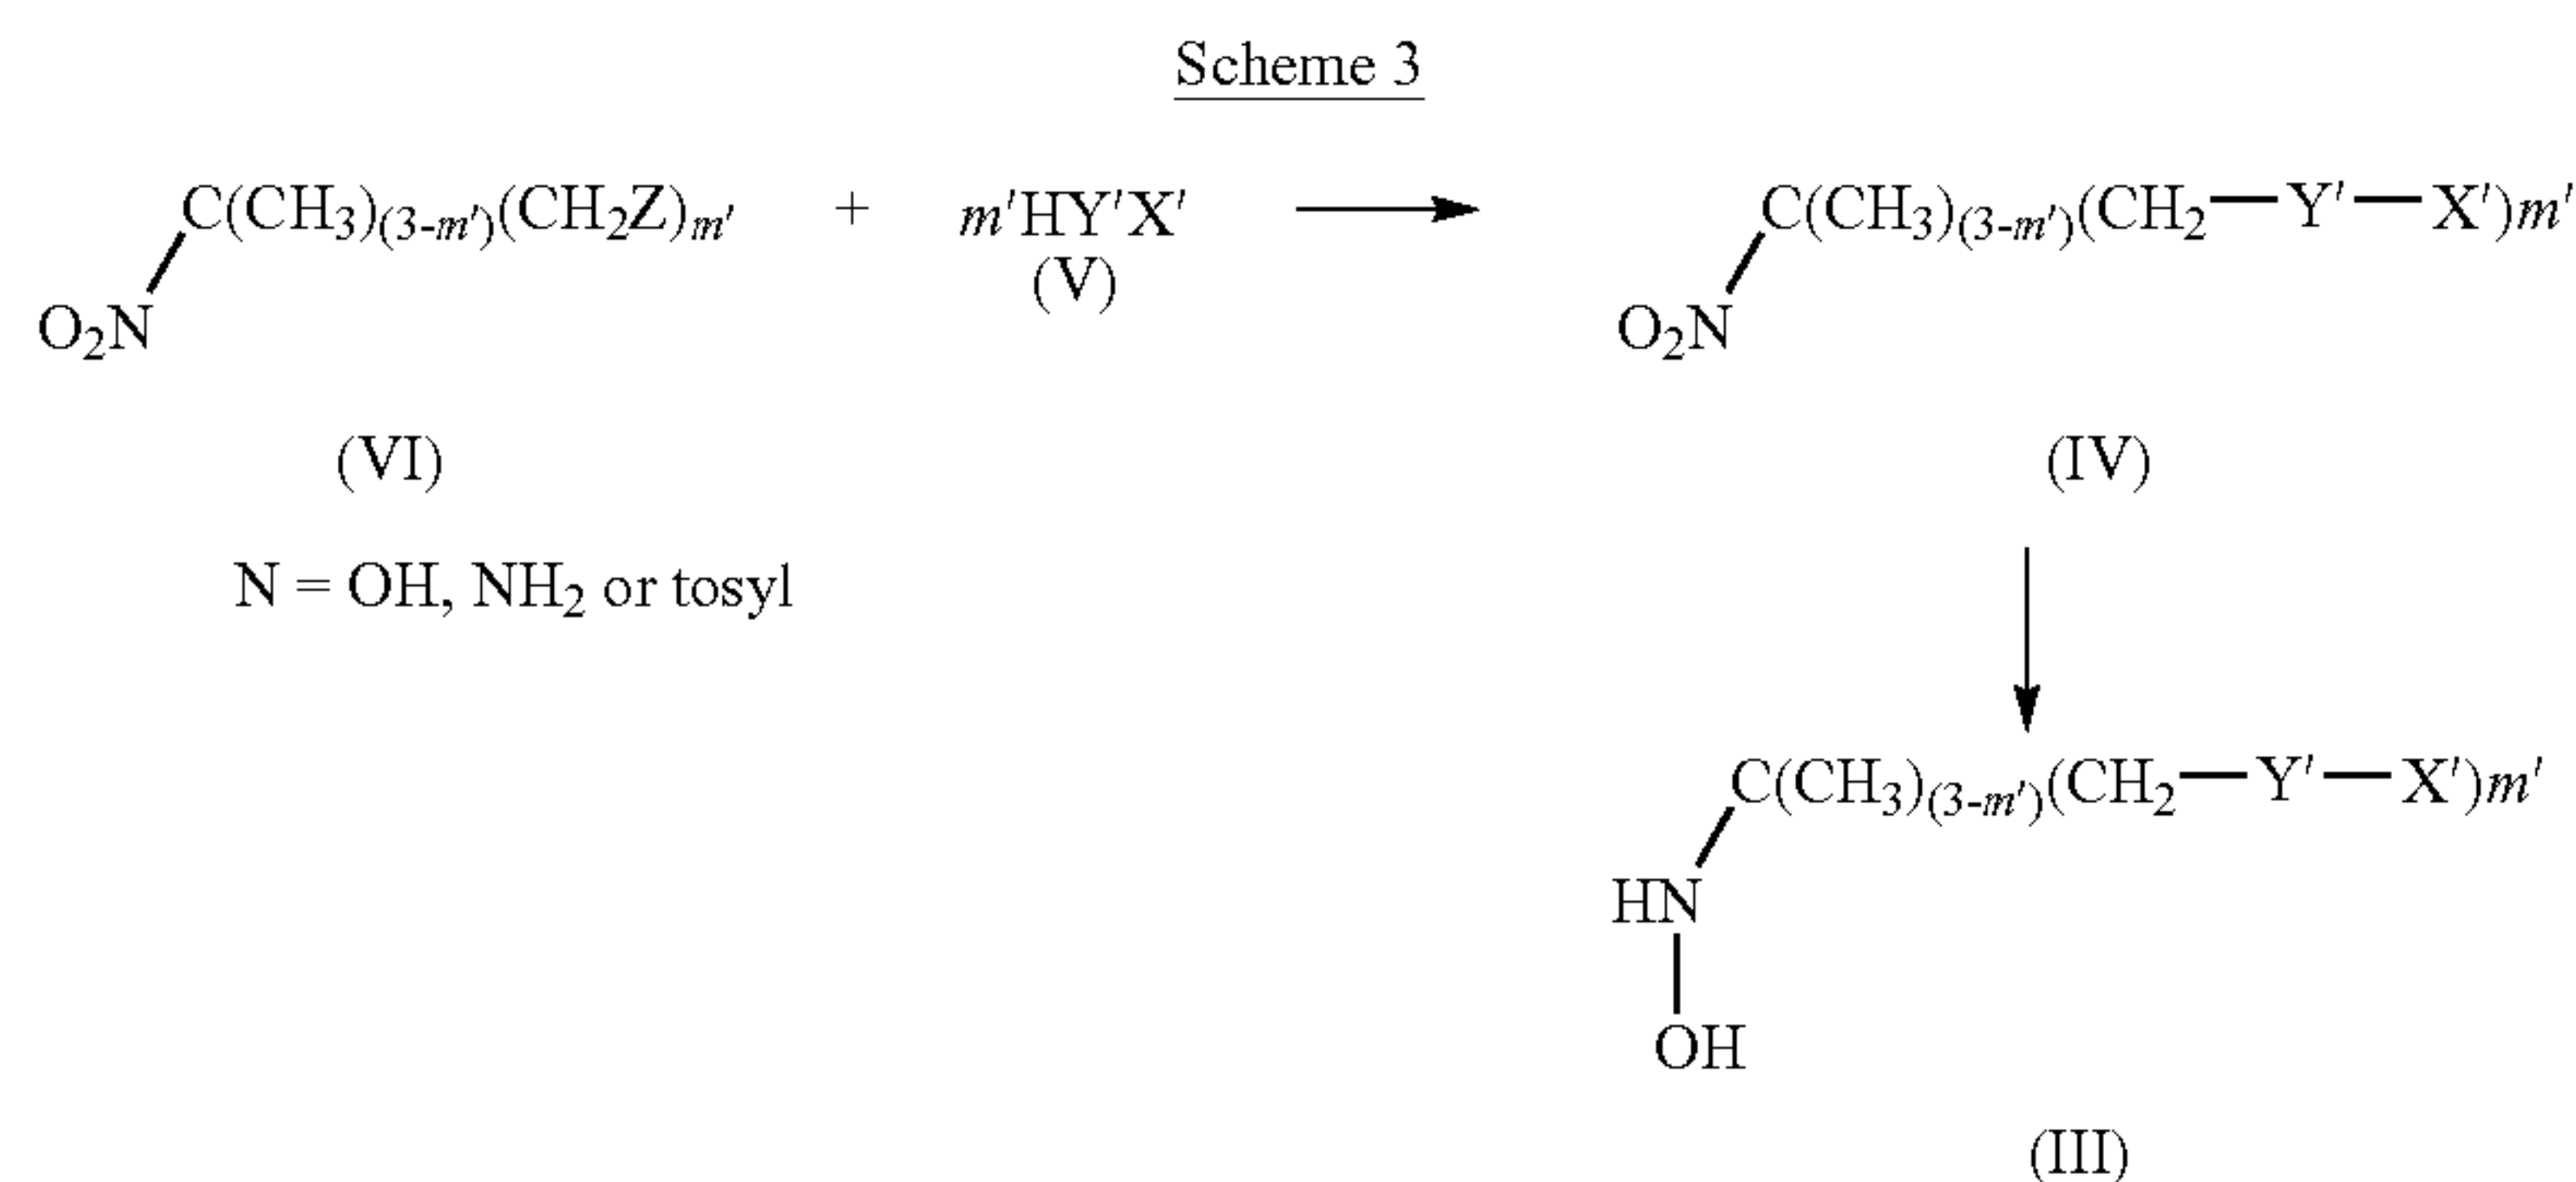 Scheme 3
C(CH₃)₍₃₋ₘ′₎(CH₂Z)ₘ′ + m′HY′X′ C(CH₃)₍₃₋ₘ′₎(CH₂—Y′—X′)m′
(V)
O₂N O₂N
(VI) (IV)
N = OH, NH₂ or tosyl
C(CH₃)₍₃₋ₘ′₎(CH₂—Y′—X′)m′
HN
OH
(III)